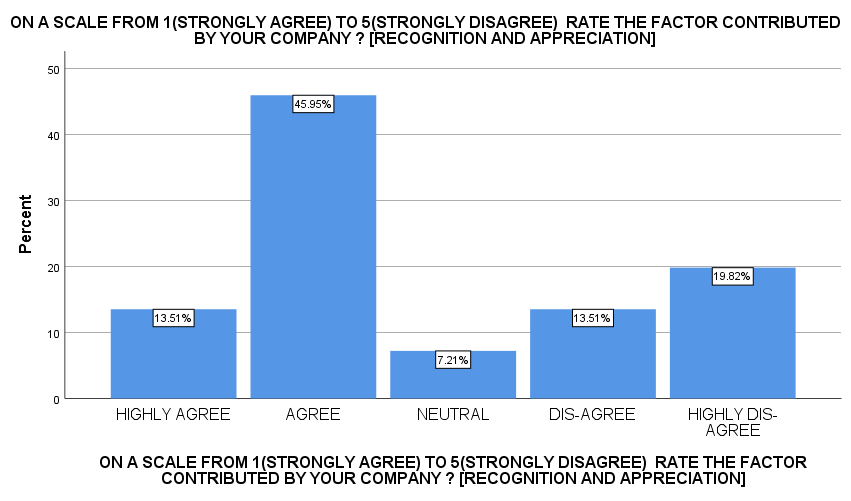 ON A SCALE FROM 1(STRONGLY AGREE) TO 5(STRONGLY DISAGREE) RATE THE FACTOR CONTRIBUTED
BY YOUR COMPANY ? [RECOGNITION AND APPRECIATION]
50
40
30
20
10
0
Percent
13.51%
45.95%
7.21%
13.51%
19.82%
HIGHLY AGREE
AGREE
NEUTRAL
DIS-AGREE
HIGHLY DIS-
AGREE
ON A SCALE FROM 1(STRONGLY AGREE) TO 5(STRONGLY DISAGREE) RATE THE FACTOR
CONTRIBUTED BY YOUR COMPANY ? [RECOGNITION AND APPRECIATION]